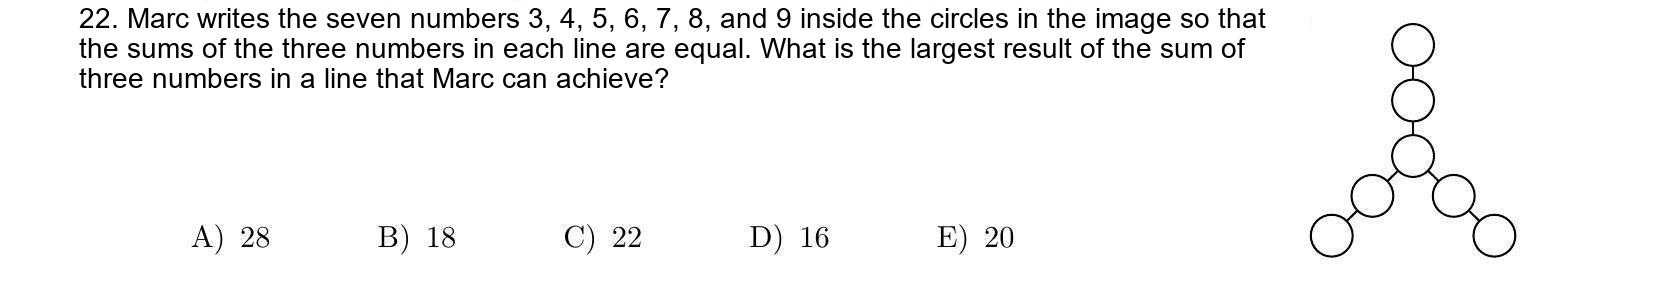 22. Marc writes the seven numbers 3, 4, 5, 6, 7, 8, and 9 inside the circles in the image so that
the sums of the three numbers in each line are equal. What is the largest result of the sum of
three numbers in a line that Marc can achieve?
A) 28 B) 18 C) 22 D) 16 E) 20